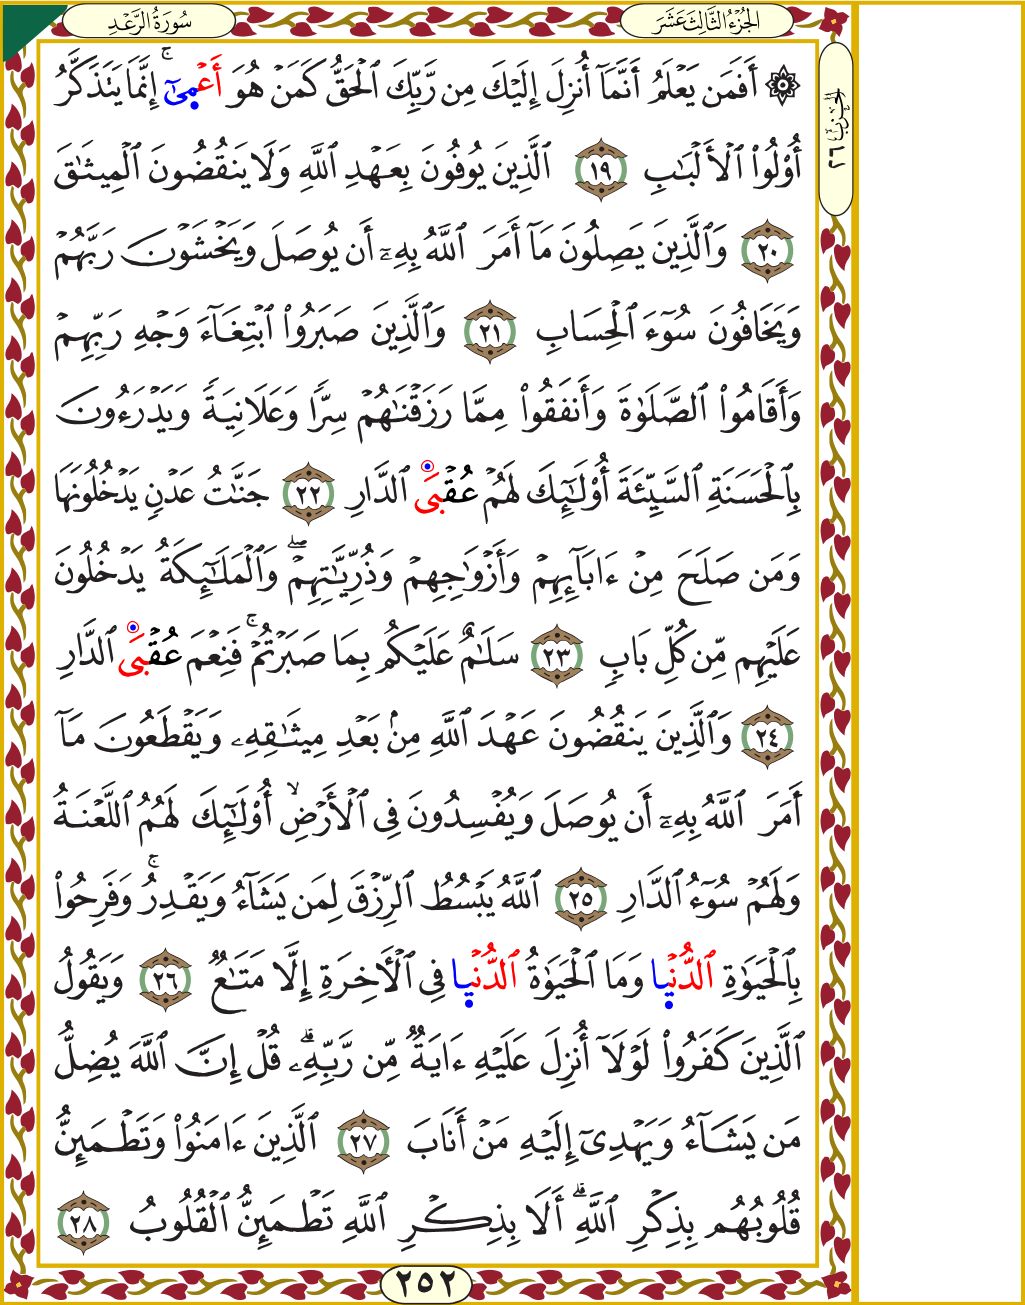 سُورَةُ الرَّعْدِ
الجُزْءُ الثَّالِثَ عَشَرَ
الحزب ٢٦
۞ أَفَمَن يَعْلَمُ أَنَّمَآ أُنزِلَ إِلَيْكَ مِن رَّبِّكَ ٱلْحَقُّ كَمَنْ هُوَ أَعْمَىٰٓ ۚ إِنَّمَا يَتَذَكَّرُ
أُو۟لُوا۟ ٱلْأَلْبَـٰبِ ١٩ ٱلَّذِينَ يُوفُونَ بِعَهْدِ ٱللَّهِ وَلَا يَنقُضُونَ ٱلْمِيثَـٰقَ
٢٠ وَٱلَّذِينَ يَصِلُونَ مَآ أَمَرَ ٱللَّهُ بِهِۦٓ أَن يُوصَلَ وَيَخْشَوْنَ رَبَّهُمْ
وَيَخَافُونَ سُوٓءَ ٱلْحِسَابِ ٢١ وَٱلَّذِينَ صَبَرُوا۟ ٱبْتِغَآءَ وَجْهِ رَبِّهِمْ
وَأَقَامُوا۟ ٱلصَّلَوٰةَ وَأَنفَقُوا۟ مِمَّا رَزَقْنَـٰهُمْ سِرًّا وَعَلَانِيَةً وَيَدْرَءُونَ
بِٱلْحَسَنَةِ ٱلسَّيِّئَةَ أُو۟لَـٰٓئِكَ لَهُمْ عُقْبَى ٱلدَّارِ ٢٢ جَنَّـٰتُ عَدْنٍ يَدْخُلُونَهَا
وَمَن صَلَحَ مِنْ ءَابَآئِهِمْ وَأَزْوَٰجِهِمْ وَذُرِّيَّـٰتِهِمْ ۖ وَٱلْمَلَـٰٓئِكَةُ يَدْخُلُونَ
عَلَيْهِم مِّن كُلِّ بَابٍ ٢٣ سَلَـٰمٌ عَلَيْكُم بِمَا صَبَرْتُمْ ۚ فَنِعْمَ عُقْبَى ٱلدَّارِ
٢٤ وَٱلَّذِينَ يَنقُضُونَ عَهْدَ ٱللَّهِ مِنۢ بَعْدِ مِيثَـٰقِهِۦ وَيَقْطَعُونَ مَآ
أَمَرَ ٱللَّهُ بِهِۦٓ أَن يُوصَلَ وَيُفْسِدُونَ فِى ٱلْأَرْضِ ۙ أُو۟لَـٰٓئِكَ لَهُمُ ٱللَّعْنَةُ
وَلَهُمْ سُوٓءُ ٱلدَّارِ ٢٥ ٱللَّهُ يَبْسُطُ ٱلرِّزْقَ لِمَن يَشَآءُ وَيَقْدِرُ ۚ وَفَرِحُوا۟
بِٱلْحَيَوٰةِ ٱلدُّنْيَا وَمَا ٱلْحَيَوٰةُ ٱلدُّنْيَا فِى ٱلْـَٔاخِرَةِ إِلَّا مَتَـٰعٌ ٢٦ وَيَقُولُ
ٱلَّذِينَ كَفَرُوا۟ لَوْلَآ أُنزِلَ عَلَيْهِ ءَايَةٌ مِّن رَّبِّهِۦ ۗ قُلْ إِنَّ ٱللَّهَ يُضِلُّ
مَن يَشَآءُ وَيَهْدِىٓ إِلَيْهِ مَنْ أَنَابَ ٢٧ ٱلَّذِينَ ءَامَنُوا۟ وَتَطْمَئِنُّ
قُلُوبُهُم بِذِكْرِ ٱللَّهِ ۗ أَلَا بِذِكْرِ ٱللَّهِ تَطْمَئِنُّ ٱلْقُلُوبُ ٢٨
٢٥٢